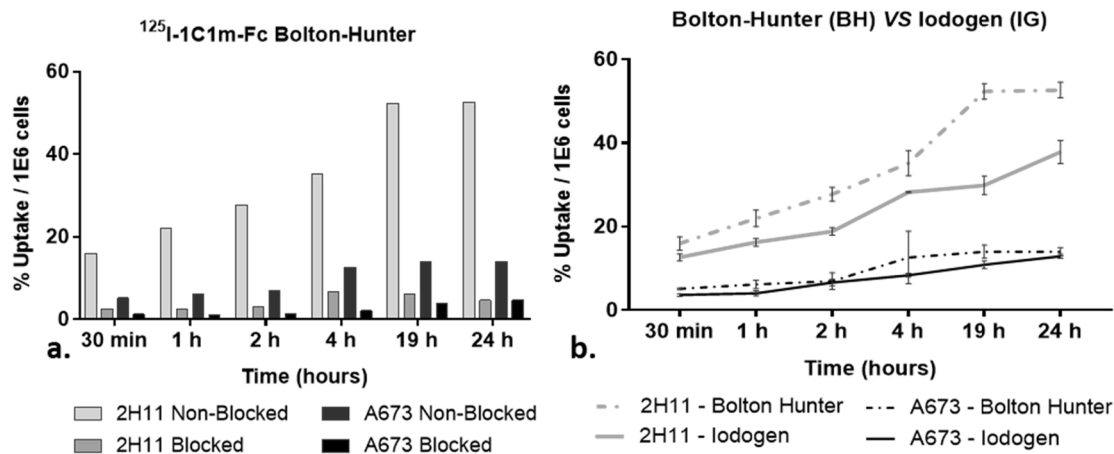 ¹²⁵I-1C1m-Fc Bolton-Hunter
% Uptake / 1E6 cells
60
40
20
0
30 min 1 h 2 h 4 h 19 h 24 h
a.
Time (hours)
2H11 Non-Blocked A673 Non-Blocked
2H11 Blocked A673 Blocked
Bolton-Hunter (BH) VS Iodogen (IG)
% Uptake / 1E6 cells
60
40
20
0
30 min 1 h 2 h 4 h 19 h 24 h
b.
Time (hours)
2H11 - Bolton Hunter A673 - Bolton Hunter
2H11 - Iodogen A673 - Iodogen